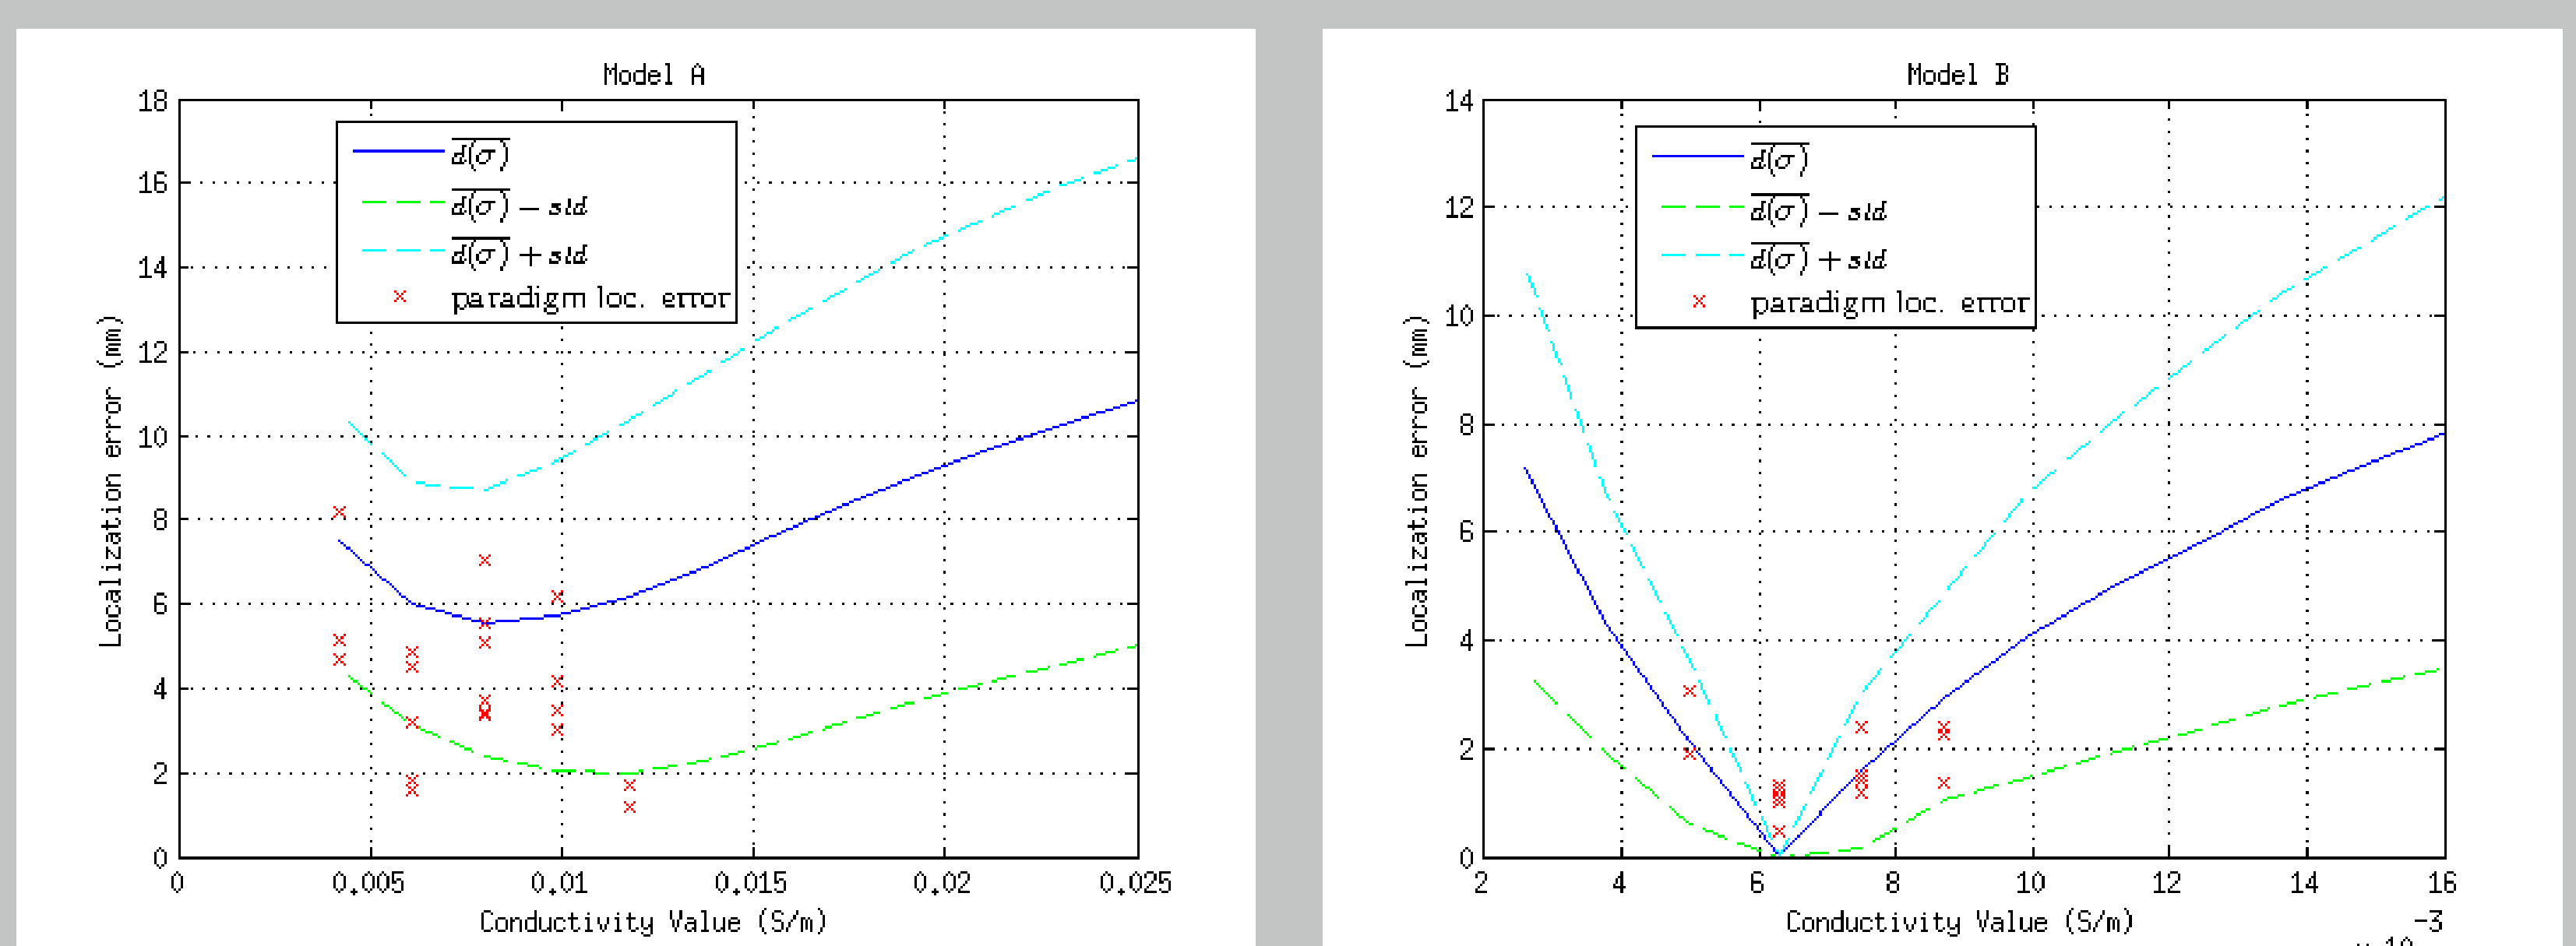 Model A
18
16
14
12
10
8
6
4
2
0
d(σ)
d(σ) − std
d(σ) + std
paradigm loc. error
Localization error (mm)
0 0.005 0.01 0.015 0.02 0.025
Conductivity Value (S/m)
Model B
14
12
10
8
6
4
2
0
d(σ)
d(σ) − std
d(σ) + std
paradigm loc. error
Localization error (mm)
2 4 6 8 10 12 14 16
Conductivity Value (S/m)
-3
x 10